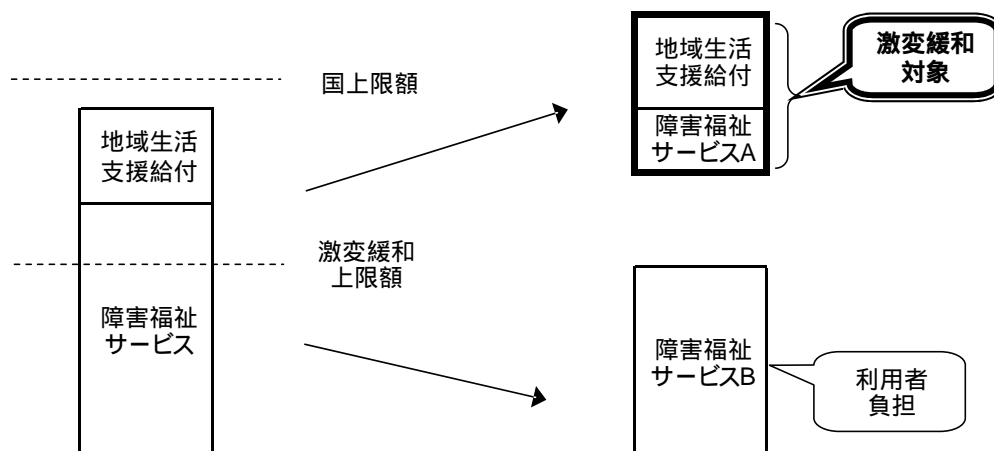 国上限額
地域生活
支援給付
激変緩和
上限額
障害福祉
サービス
地域生活
支援給付
障害福祉
サービスA
激変緩和
対象
障害福祉
サービスB
利用者
負担